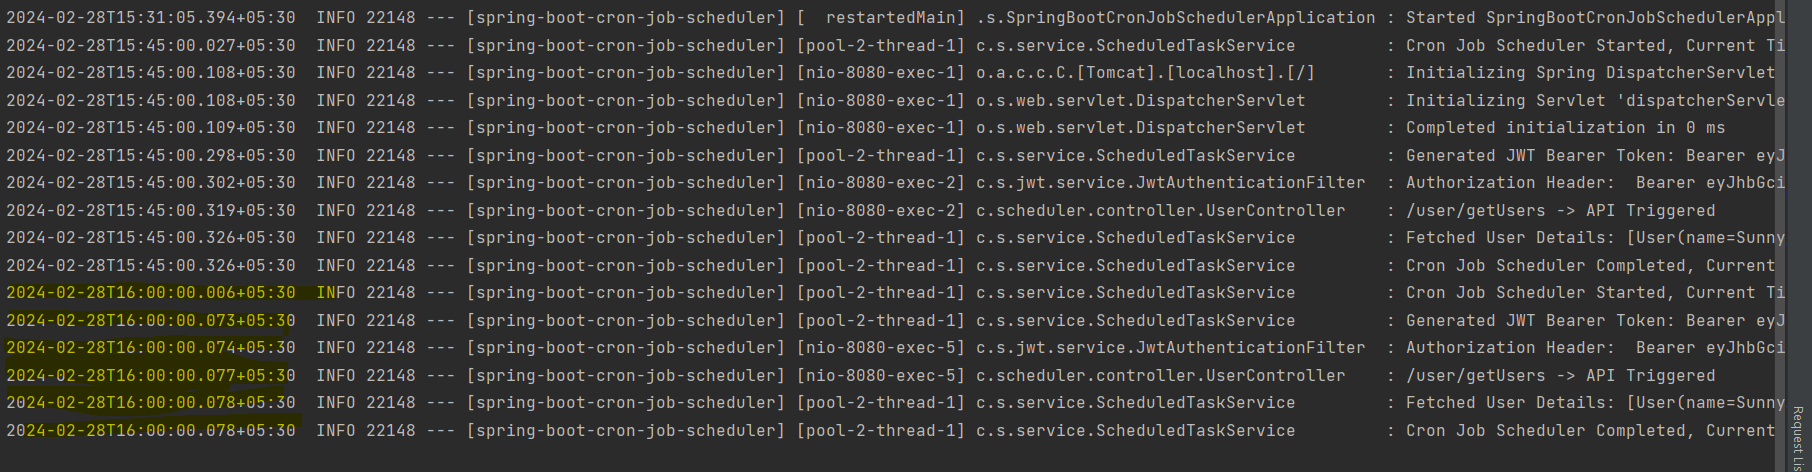 2024-02-28T15:31:05.394+05:30  INFO 22148 --- [spring-boot-cron-job-scheduler] [  restartedMain] .s.SpringBootCronJobSchedulerApplication : Started SpringBootCronJobSchedulerAppl
2024-02-28T15:45:00.027+05:30  INFO 22148 --- [spring-boot-cron-job-scheduler] [pool-2-thread-1] c.s.service.ScheduledTaskService         : Cron Job Scheduler Started, Current Ti
2024-02-28T15:45:00.108+05:30  INFO 22148 --- [spring-boot-cron-job-scheduler] [nio-8080-exec-1] o.a.c.c.C.[Tomcat].[localhost].[/]       : Initializing Spring DispatcherServlet
2024-02-28T15:45:00.108+05:30  INFO 22148 --- [spring-boot-cron-job-scheduler] [nio-8080-exec-1] o.s.web.servlet.DispatcherServlet        : Initializing Servlet 'dispatcherServle
2024-02-28T15:45:00.109+05:30  INFO 22148 --- [spring-boot-cron-job-scheduler] [nio-8080-exec-1] o.s.web.servlet.DispatcherServlet        : Completed initialization in 0 ms
2024-02-28T15:45:00.298+05:30  INFO 22148 --- [spring-boot-cron-job-scheduler] [pool-2-thread-1] c.s.service.ScheduledTaskService         : Generated JWT Bearer Token: Bearer eyJ
2024-02-28T15:45:00.302+05:30  INFO 22148 --- [spring-boot-cron-job-scheduler] [nio-8080-exec-2] c.s.jwt.service.JwtAuthenticationFilter  : Authorization Header:  Bearer eyJhbGci
2024-02-28T15:45:00.319+05:30  INFO 22148 --- [spring-boot-cron-job-scheduler] [nio-8080-exec-2] c.scheduler.controller.UserController    : /user/getUsers -> API Triggered
2024-02-28T15:45:00.326+05:30  INFO 22148 --- [spring-boot-cron-job-scheduler] [pool-2-thread-1] c.s.service.ScheduledTaskService         : Fetched User Details: [User(name=Sunny
2024-02-28T15:45:00.326+05:30  INFO 22148 --- [spring-boot-cron-job-scheduler] [pool-2-thread-1] c.s.service.ScheduledTaskService         : Cron Job Scheduler Completed, Current
2024-02-28T16:00:00.006+05:30  INFO 22148 --- [spring-boot-cron-job-scheduler] [pool-2-thread-1] c.s.service.ScheduledTaskService         : Cron Job Scheduler Started, Current Ti
2024-02-28T16:00:00.073+05:30  INFO 22148 --- [spring-boot-cron-job-scheduler] [pool-2-thread-1] c.s.service.ScheduledTaskService         : Generated JWT Bearer Token: Bearer eyJ
2024-02-28T16:00:00.074+05:30  INFO 22148 --- [spring-boot-cron-job-scheduler] [nio-8080-exec-5] c.s.jwt.service.JwtAuthenticationFilter  : Authorization Header:  Bearer eyJhbGci
2024-02-28T16:00:00.077+05:30  INFO 22148 --- [spring-boot-cron-job-scheduler] [nio-8080-exec-5] c.scheduler.controller.UserController    : /user/getUsers -> API Triggered
2024-02-28T16:00:00.078+05:30  INFO 22148 --- [spring-boot-cron-job-scheduler] [pool-2-thread-1] c.s.service.ScheduledTaskService         : Fetched User Details: [User(name=Sunny
2024-02-28T16:00:00.078+05:30  INFO 22148 --- [spring-boot-cron-job-scheduler] [pool-2-thread-1] c.s.service.ScheduledTaskService         : Cron Job Scheduler Completed, Current
Request Lis